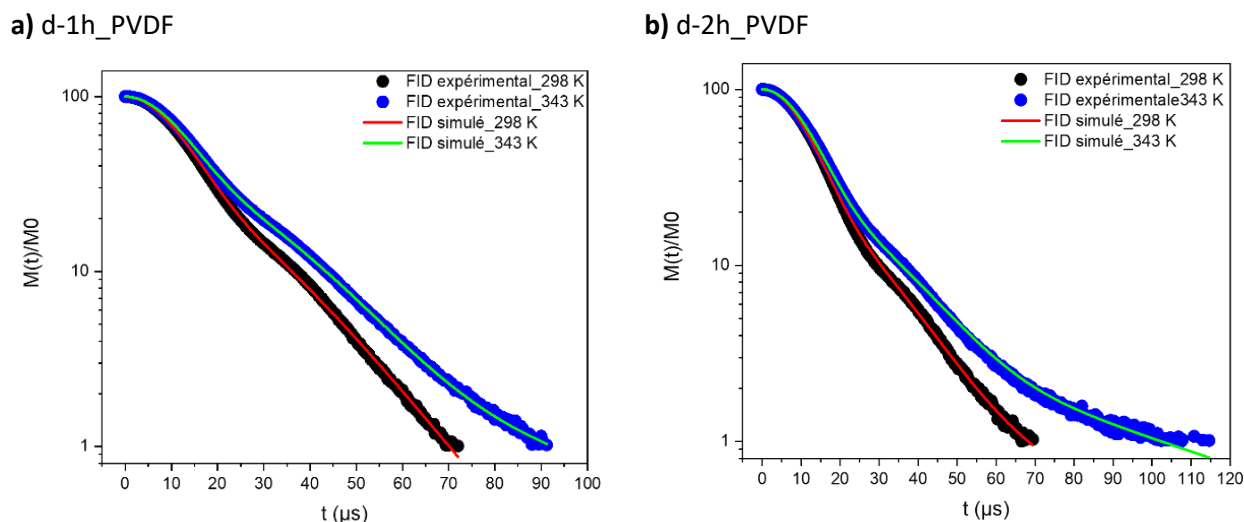 a) d-1h_PVDF
FID expérimental_298 K
FID expérimental_343 K
FID simulé_298 K
FID simulé_343 K
100
10
1
M(t)/M0
0 10 20 30 40 50 60 70 80 90 100
t (µs)
b) d-2h_PVDF
FID expérimental_298 K
FID expérimentale343 K
FID simulé_298 K
FID simulé_343 K
100
10
1
M(t)/M0
0 10 20 30 40 50 60 70 80 90 100 110 120
t (µs)